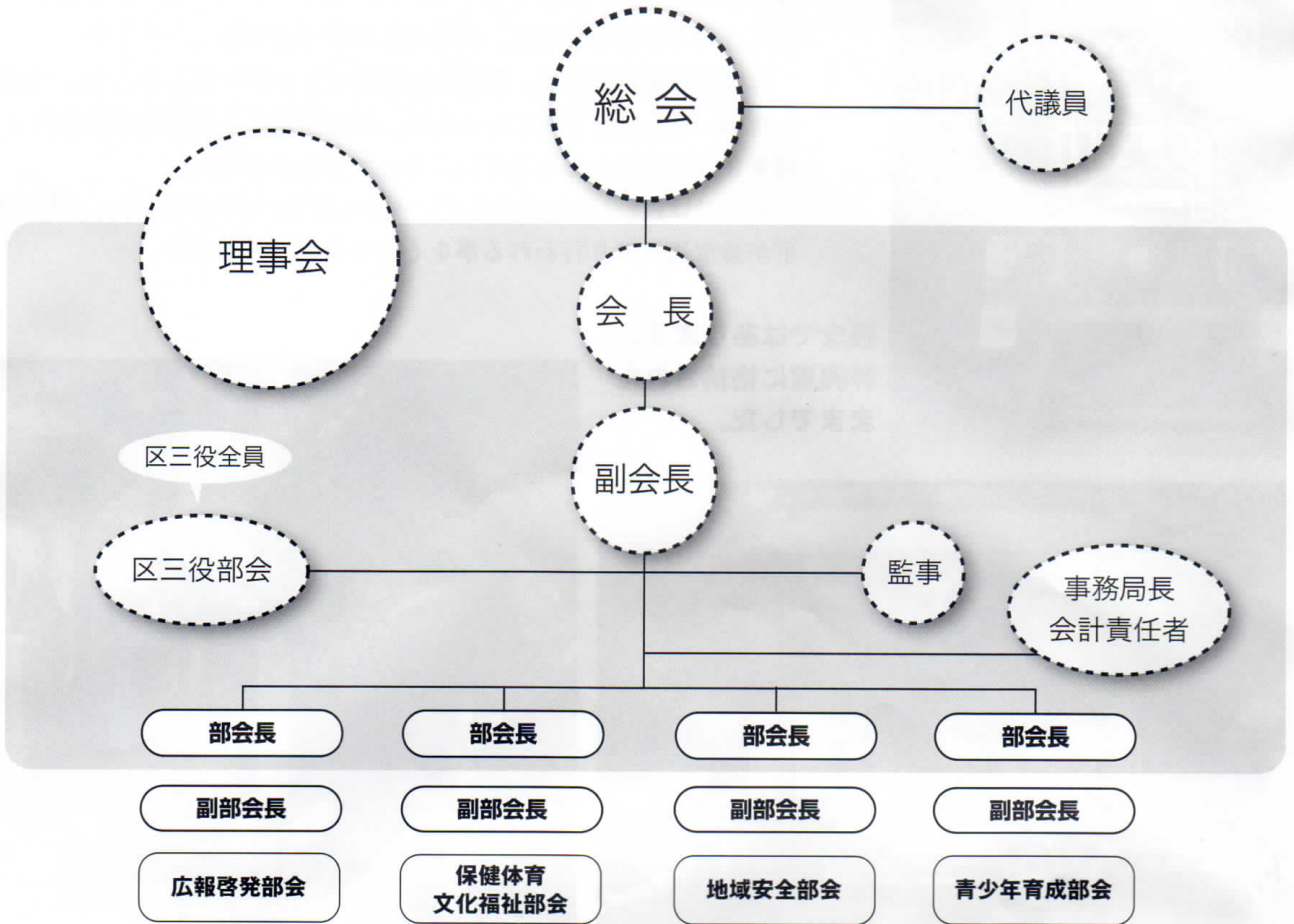 総 会
代議員
理事会
会 長
区三役全員
副会長
区三役部会
監事
事務局長
会計責任者
部会長
部会長
部会長
部会長
副部会長
副部会長
副部会長
副部会長
広報啓発部会
保健体育
文化福祉部会
地域安全部会
青少年育成部会